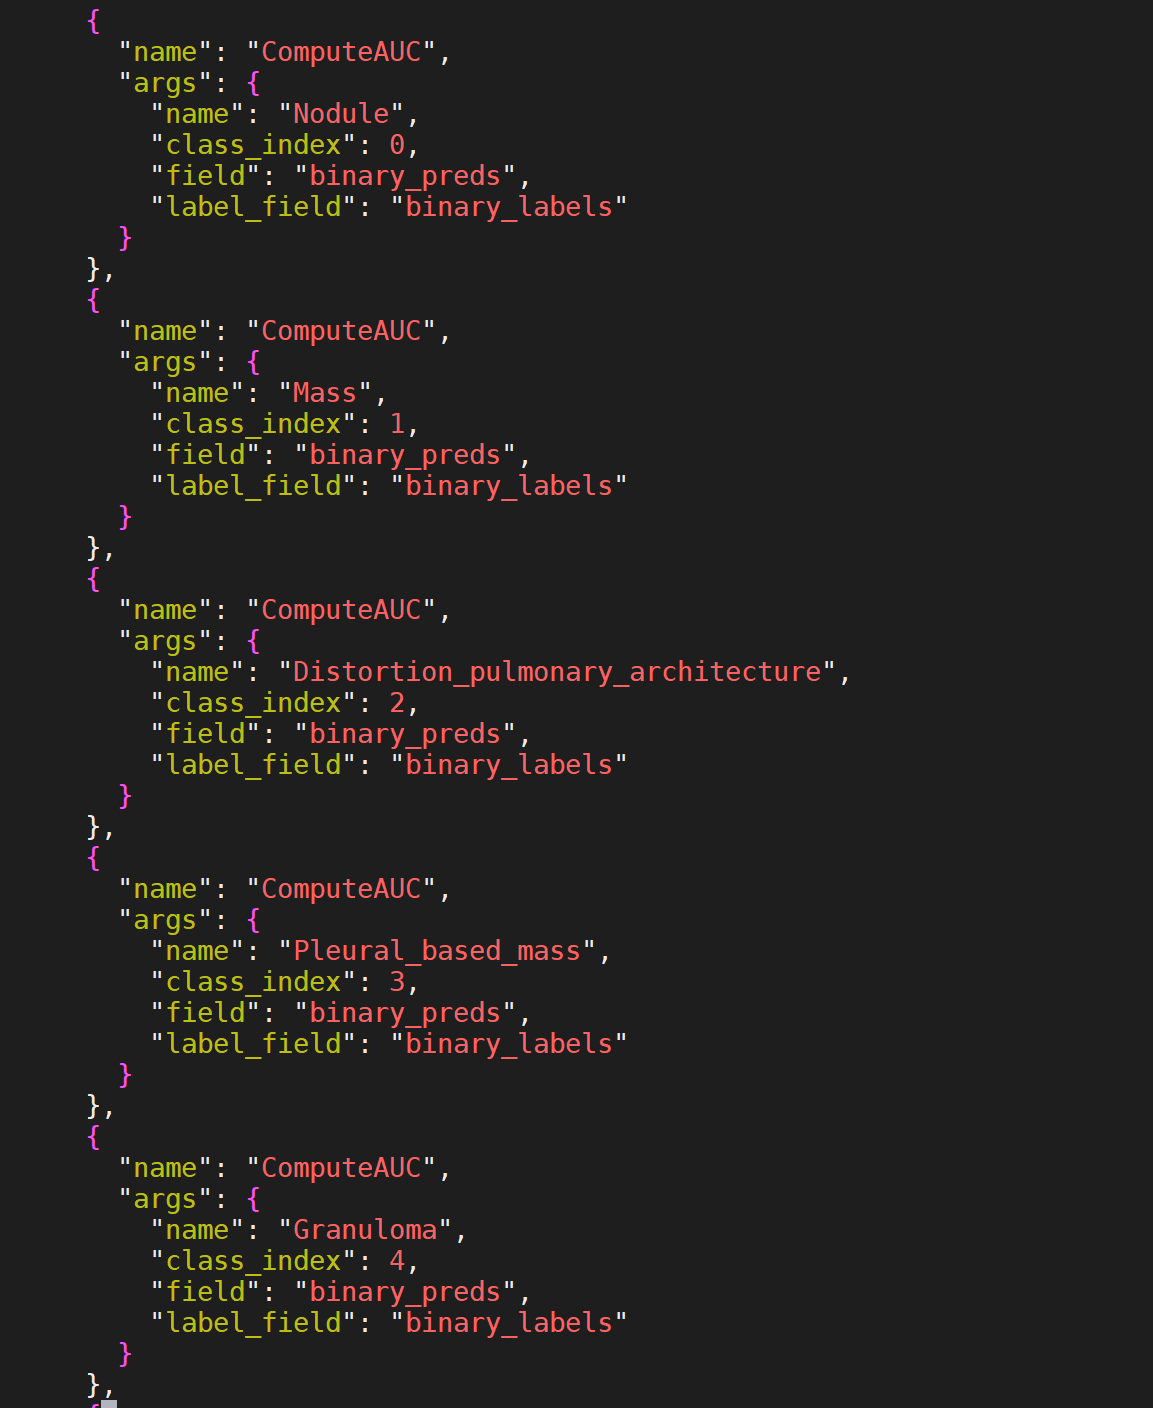 {
"name": "ComputeAUC",
"args": {
"name": "Nodule",
"class_index": 0,
"field": "binary_preds",
"label_field": "binary_labels"
}
},
{
"name": "ComputeAUC",
"args": {
"name": "Mass",
"class_index": 1,
"field": "binary_preds",
"label_field": "binary_labels"
}
},
{
"name": "ComputeAUC",
"args": {
"name": "Distortion_pulmonary_architecture",
"class_index": 2,
"field": "binary_preds",
"label_field": "binary_labels"
}
},
{
"name": "ComputeAUC",
"args": {
"name": "Pleural_based_mass",
"class_index": 3,
"field": "binary_preds",
"label_field": "binary_labels"
}
},
{
"name": "ComputeAUC",
"args": {
"name": "Granuloma",
"class_index": 4,
"field": "binary_preds",
"label_field": "binary_labels"
}
},
{